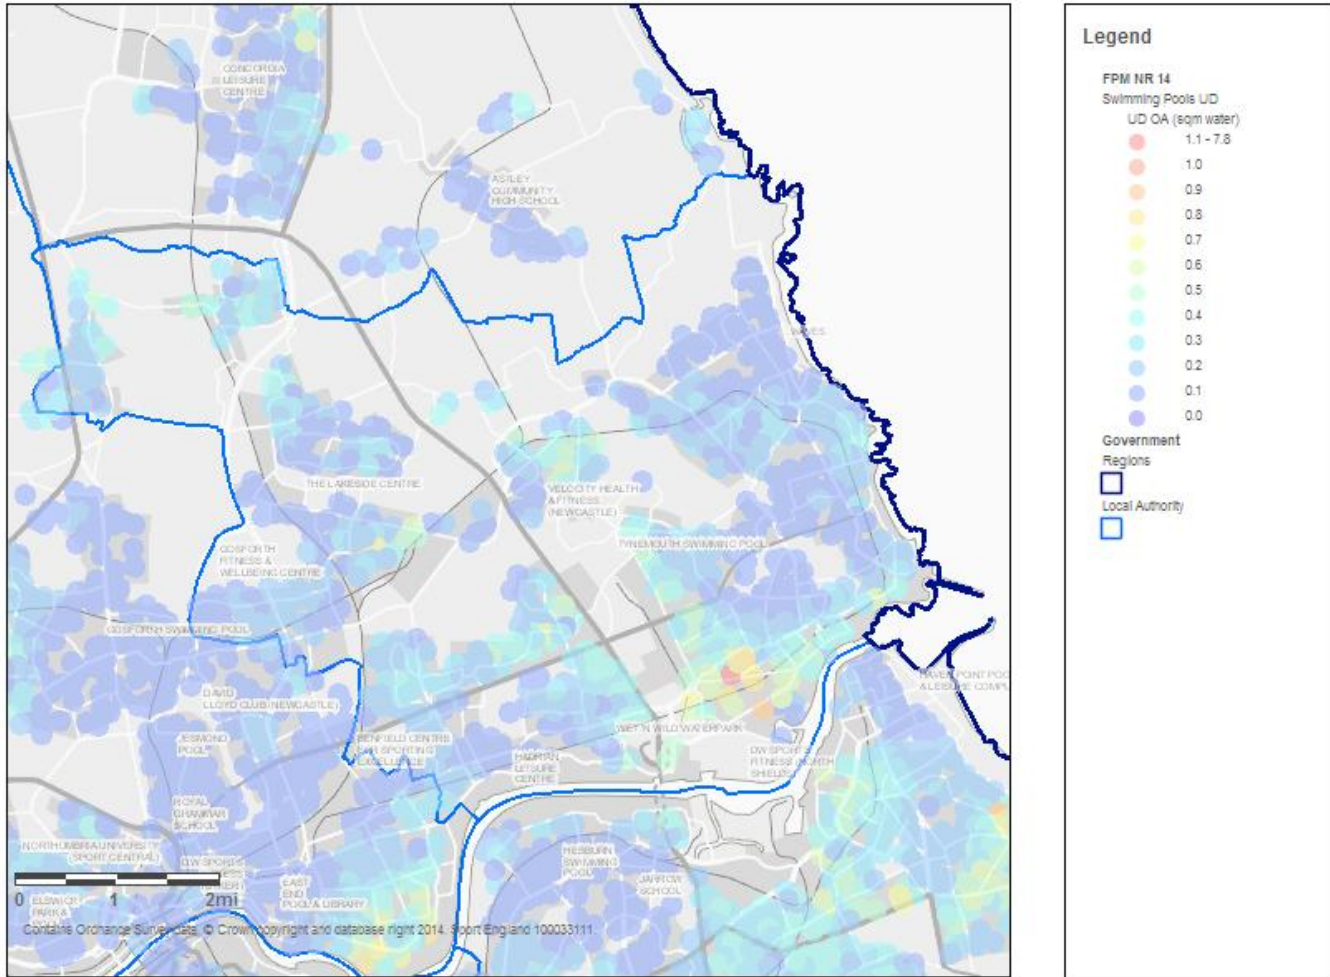 CONCORDIA
LEISURE
CENTRE
ASTLEY
COMMUNITY
HIGH SCHOOL
WAVES
THE LAKESIDE CENTRE
VELOCITY HEALTH
& FITNESS
(NEWCASTLE)
TYNEMOUTH SWIMMING POOL
GOSFORTH
FITNESS &
WELLBEING CENTRE
GOSFORTH SWIMMING POOL
HAVEN POINT POO
& LEISURE COMPL
DAVID
LLOYD CLUB (NEWCASTLE)
JESMOND
POOL
BENFIELD CENTRE
FOR SPORTING
EXCELLENCE
WET 'N WILD WATERPARK
HADRIAN
LEISURE
CENTRE
DW SPORTS
FITNESS (NORTH
SHIELDS)
ROYAL
GRAMMAR
SCHOOL
NORTHUMBRIA UNIVERSITY
(SPORT CENTRAL)
DW SPORTS
HEBBURN
SWIMMING
POOL
JARROW
SCHOOL
EAST
END
POOL & LIBRARY
ELSWICK
PARK &
0 1 2mi
Contains Ordnance Survey data © Crown copyright and database right 2014. Sport England 100033111.
Legend
FPM NR 14
Swimming Pools UD
UD OA (sqm water)
1.1 - 7.8
1.0
0.9
0.8
0.7
0.6
0.5
0.4
0.3
0.2
0.1
0.0
Government
Regions
Local Authority